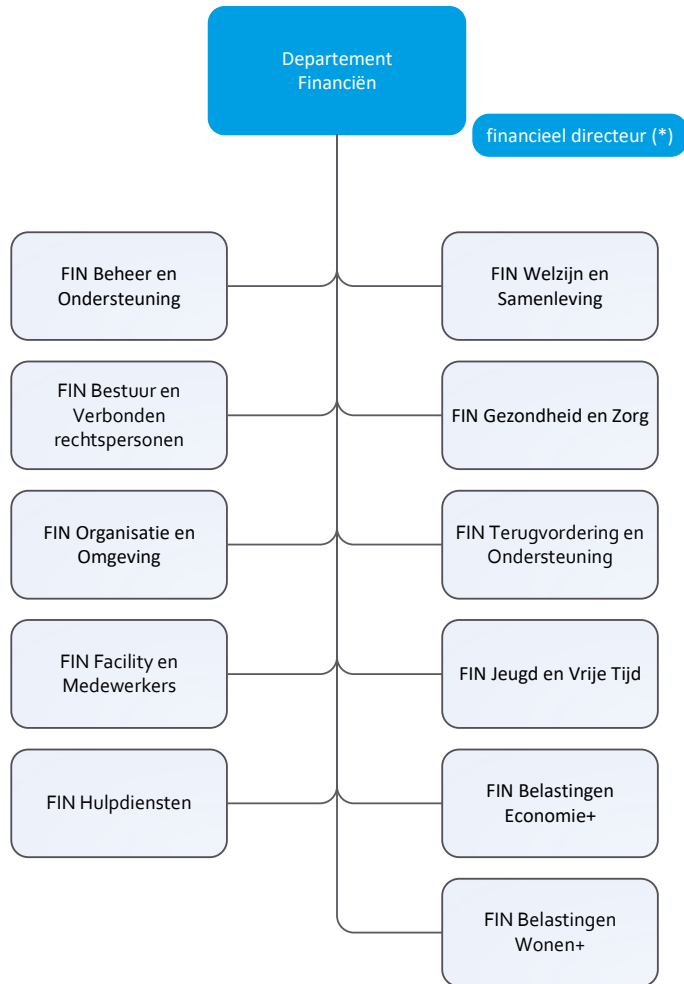 Departement
Financiën
financieel directeur (*)
FIN Beheer en
Ondersteuning
FIN Welzijn en
Samenleving
FIN Bestuur en
Verbonden
rechtspersonen
FIN Gezondheid en Zorg
FIN Organisatie en
Omgeving
FIN Terugvordering en
Ondersteuning
FIN Facility en
Medewerkers
FIN Jeugd en Vrije Tijd
FIN Hulpdiensten
FIN Belastingen
Economie+
FIN Belastingen
Wonen+